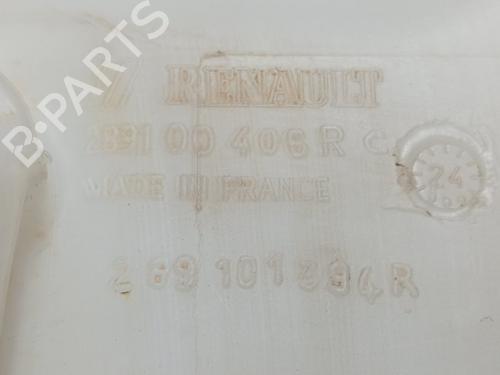 B-PARTS
RENAULT
289100406R C
24
MADE IN FRANCE
289101394R